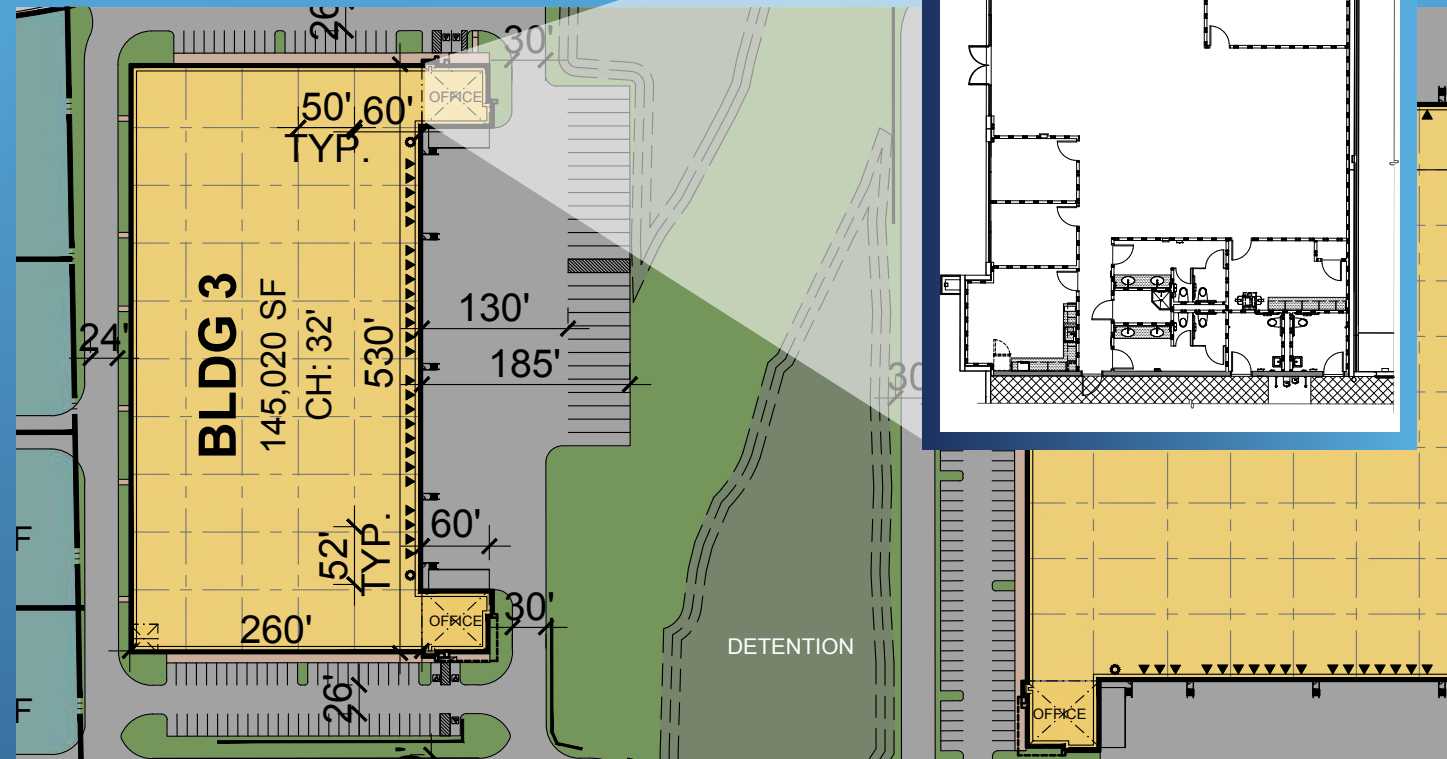 26'
30'
OFFICE
50'
TYP.
60'
BLDG 3
145,020 SF
CH: 32'
530'
130'
185'
24'
30
60'
52'
TYP.
F
260'
OFFICE
30'
DETENTION
26'
F
OFFICE